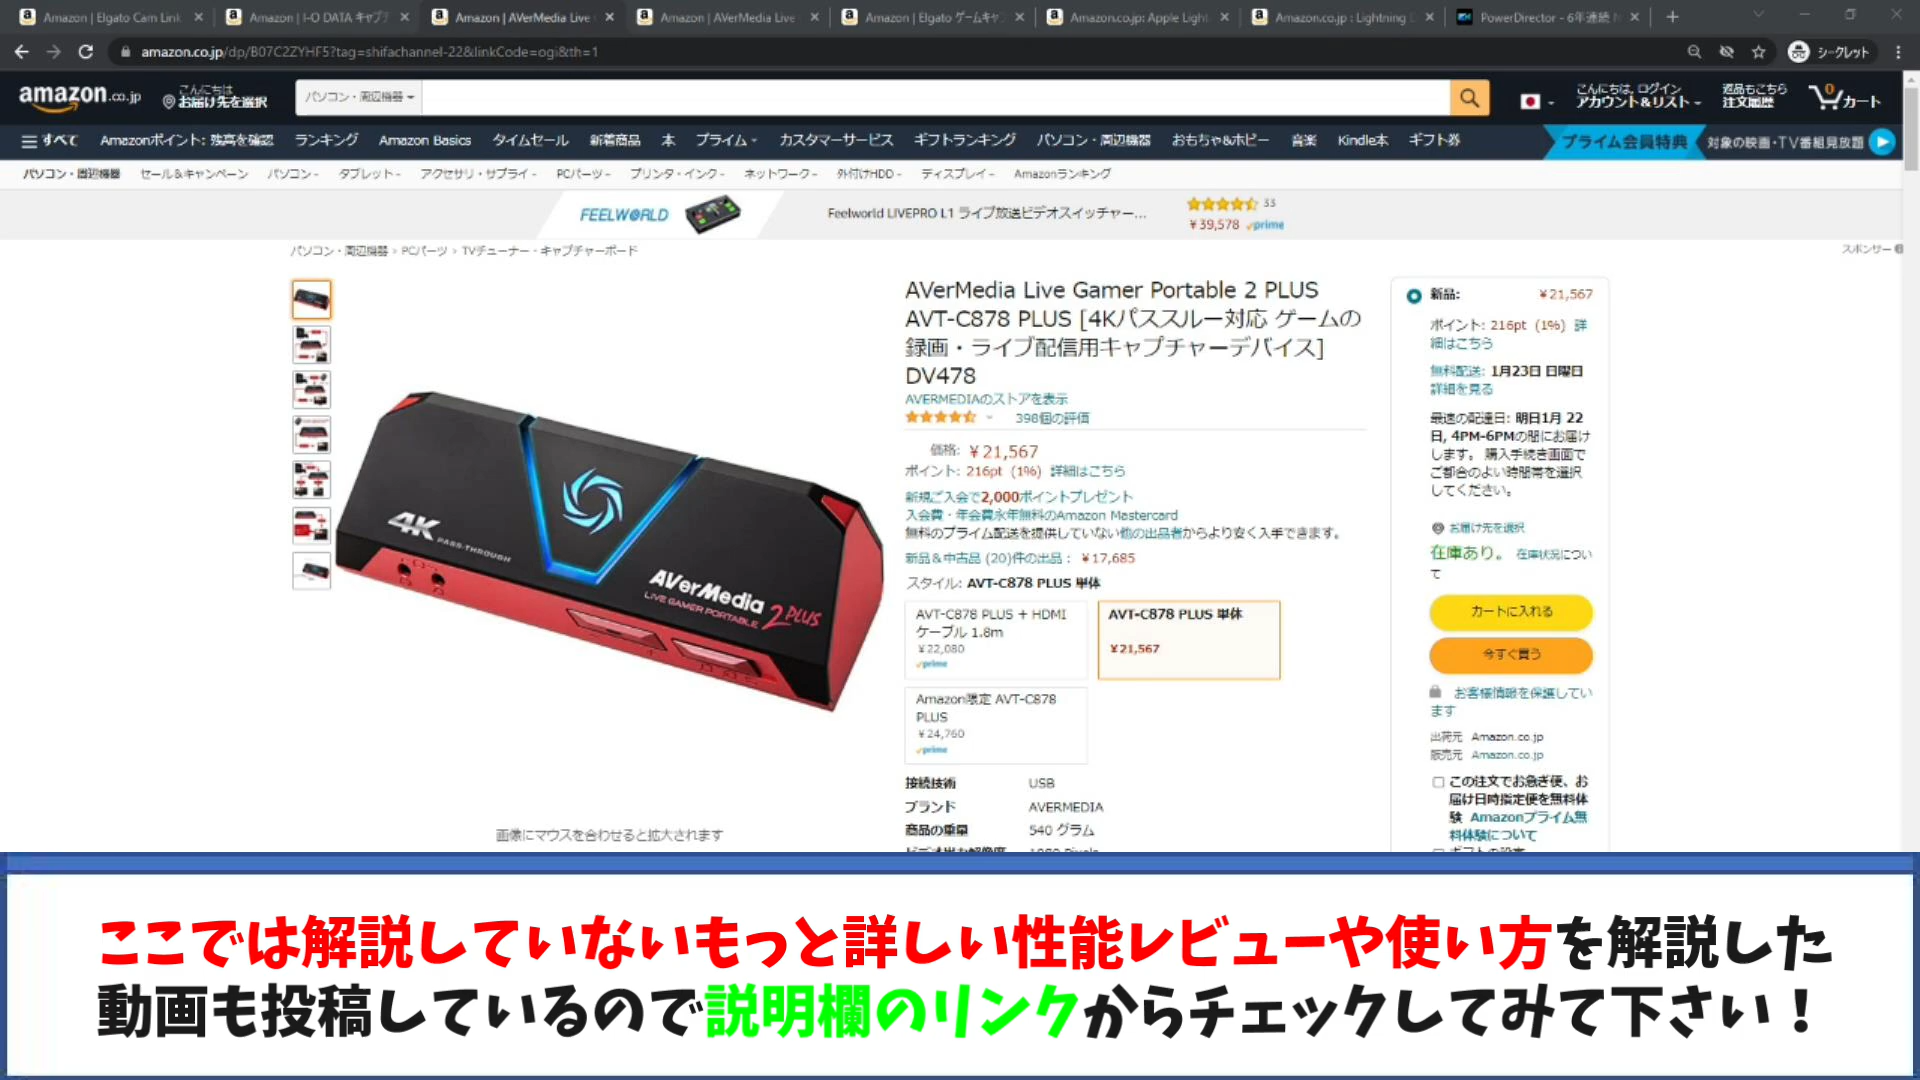 Amazon | Elgato Cam Link
Amazon | I-O DATA キャプチ
Amazon | AVerMedia Live
Amazon | AVerMedia Live
Amazon | Elgato ゲームキャプ
Amazon.co.jp: Apple Light
Amazon.co.jp : Lightning
PowerDirector - 6年連続
amazon.co.jp/dp/B07C2ZYHF5?tag=shifachannel-22&linkCode=ogi&th=1
シークレット
amazon.co.jp
こんにちは
お届け先を選択
パソコン・周辺機器
こんにちは, ログイン
アカウント&リスト
返品もこちら
注文履歴
0
カート
すべて Amazonポイント: 残高を確認 ランキング Amazon Basics タイムセール 新着商品 本 プライム カスタマーサービス ギフトランキング パソコン・周辺機器 おもちゃ&ホビー 音楽 Kindle本 ギフト券
プライム会員特典 対象の映画・TV番組見放題
パソコン・周辺機器 セール&キャンペーン パソコン タブレット アクセサリ・サプライ PCパーツ プリンタ・インク ネットワーク 外付けHDD ディスプレイ Amazonランキング
FEELWORLD
Feelworld LIVEPRO L1 ライブ放送ビデオスイッチャー...
33
¥39,578 prime
パソコン・周辺機器 › PCパーツ › TVチューナー・キャプチャーボード
スポンサー
4K PASS-THROUGH
AVerMedia
LIVE GAMER PORTABLE 2 PLUS
画像にマウスを合わせると拡大されます
AVerMedia Live Gamer Portable 2 PLUS
AVT-C878 PLUS [4Kパススルー対応 ゲームの
録画・ライブ配信用キャプチャーデバイス]
DV478
AVERMEDIAのストアを表示
398個の評価
価格: ¥21,567
ポイント: 216pt (1%) 詳細はこちら
新規ご入会で2,000ポイントプレゼント
入会費・年会費永年無料のAmazon Mastercard
無料のプライム配送を提供していない他の出品者からより安く入手できます。
新品&中古品 (20)件の出品: ¥17,685
スタイル: AVT-C878 PLUS 単体
AVT-C878 PLUS + HDMI
ケーブル 1.8m
¥22,080
prime
AVT-C878 PLUS 単体
¥21,567
Amazon限定 AVT-C878
PLUS
¥24,760
prime
接続技術 USB
ブランド AVERMEDIA
商品の重量 540 グラム
新品: ¥21,567
ポイント: 216pt (1%) 詳
細はこちら
無料配送: 1月23日 日曜日
詳細を見る
最速の配達日: 明日1月 22
日, 4PM-6PMの間にお届け
します。 購入手続き画面で
ご都合のよい時間帯を選択
してください。
お届け先を選択
在庫あり。 在庫状況につい
て
カートに入れる
今すぐ買う
お客様情報を保護してい
ます
出荷元 Amazon.co.jp
販売元 Amazon.co.jp
この注文でお急ぎ便、お
届け日時指定便を無料体
験 Amazonプライム無
料体験について
ここでは解説していないもっと詳しい性能レビューや使い方を解説した
動画も投稿しているので説明欄のリンクからチェックしてみて下さい!